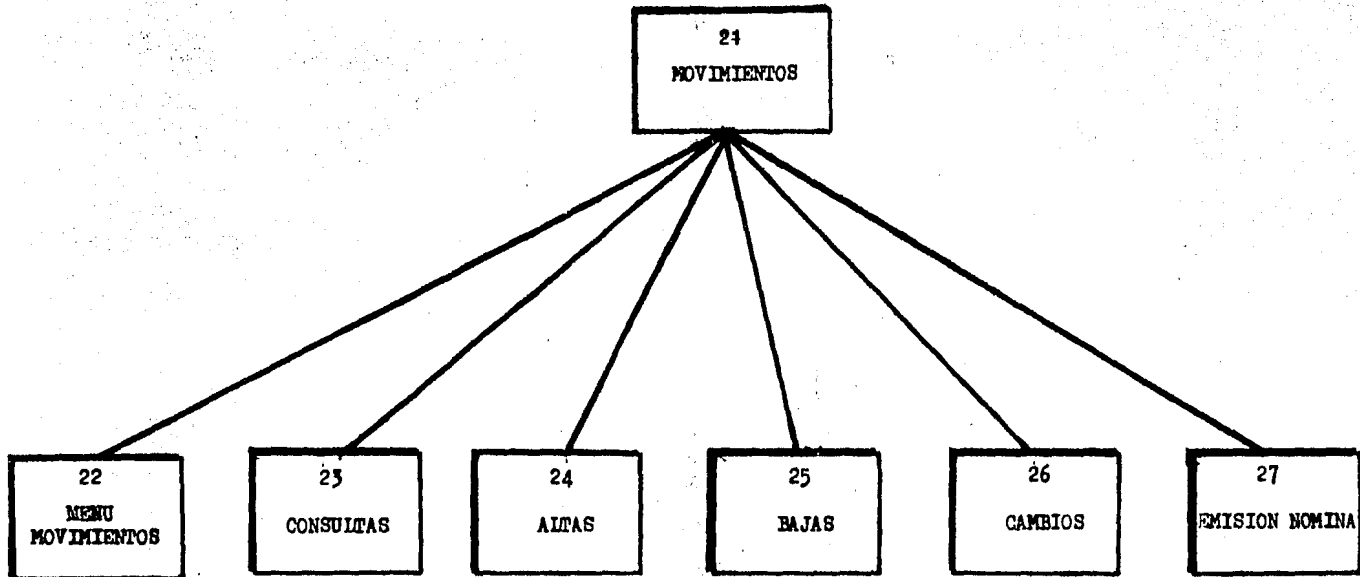 21
MOVIMIENTOS
22
MENU
MOVIMIENTOS
23
CONSULTAS
24
ALTAS
25
BAJAS
26
CAMBIOS
27
EMISION NOMINA